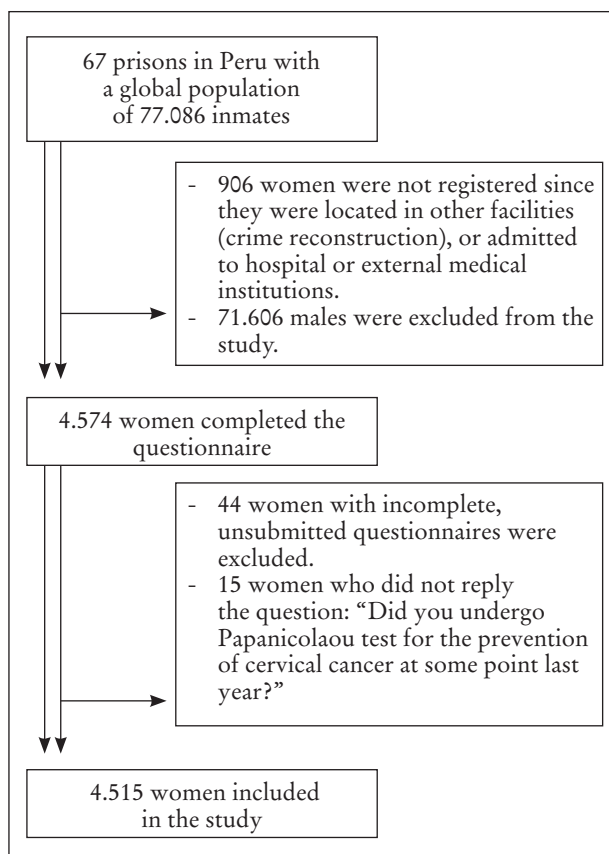 67 prisons in Peru with
a global population
of 77.086 inmates
- 906 women were not registered since
they were located in other facilities
(crime reconstruction), or admitted
to hospital or external medical
institutions.
- 71.606 males were excluded from the
study.
4.574 women completed the
questionnaire
- 44 women with incomplete,
unsubmitted questionnaires were
excluded.
- 15 women who did not reply
the question: “Did you undergo
Papanicolaou test for the prevention
of cervical cancer at some point last
year?”
4.515 women included
in the study